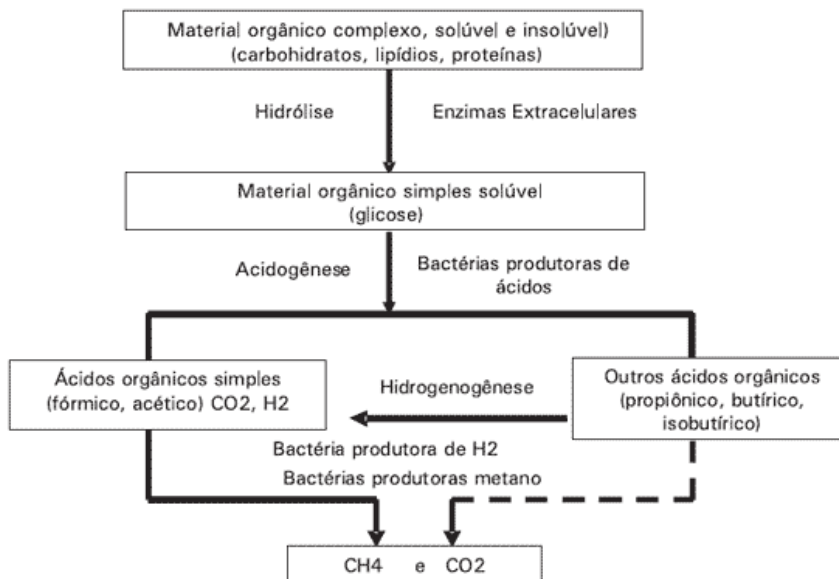 Material orgânico complexo, solúvel e insolúvel)
(carbohidratos, lipídios, proteínas)
Hidrólise
Enzimas Extracelulares
Material orgânico simples solúvel
(glicose)
Acidogênese
Bactérias produtoras de
ácidos
Ácidos orgânicos simples
(fórmico, acético) CO2, H2
Hidrogenogênese
Outros ácidos orgânicos
(propiônico, butírico,
isobutírico)
Bactéria produtora de H2
Bactérias produtoras metano
CH4 e CO2